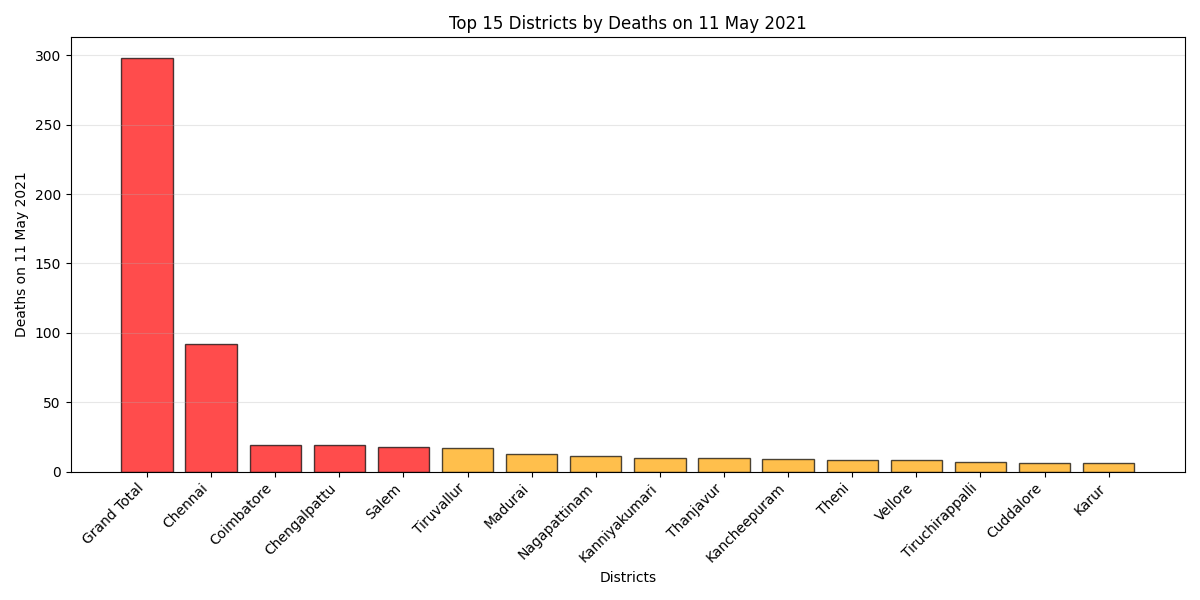 Top 15 Districts by Deaths on 11 May 2021
Deaths on 11 May 2021
300
250
200
150
100
50
0
Grand Total
Chennai
Coimbatore
Chengalpattu
Salem
Tiruvallur
Madurai
Nagapattinam
Kanniyakumari
Thanjavur
Kancheepuram
Theni
Vellore
Tiruchirappalli
Cuddalore
Karur
Districts